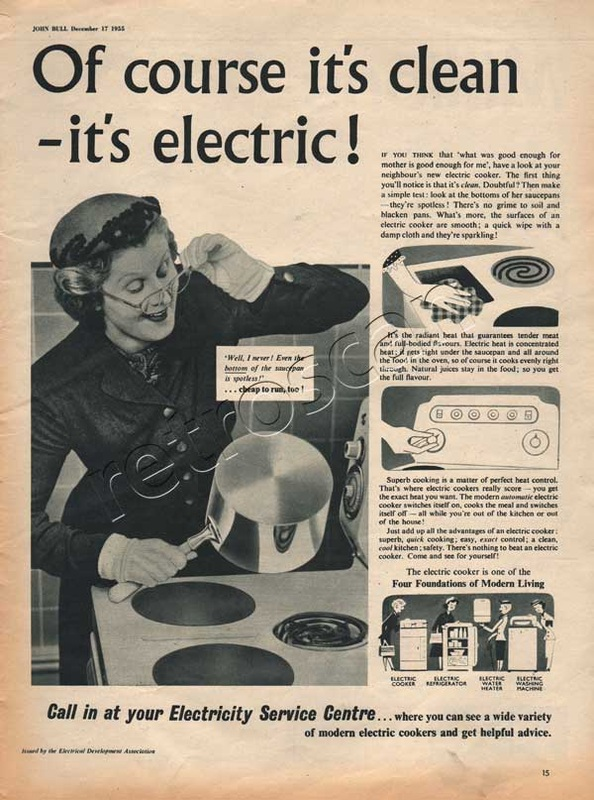 JOHN BULL December 17 1955
Of course it's clean
-it's electric!
IF YOU THINK that 'what was good enough for
mother is good enough for me', have a look at your
neighbour's new electric cooker. The first thing
you'll notice is that it's clean. Doubtful? Then make
a simple test: look at the bottoms of her saucepans
—they're spotless! There's no grime to soil and
blacken pans. What's more, the surfaces of an
electric cooker are smooth; a quick wipe with a
damp cloth and they're sparkling!
'Well, I never! Even the
bottom of the saucepan
is spotless!'
... cheap to run, too!
It's the radiant heat that guarantees tender meat
and full-bodied flavours. Electric heat is concentrated
heat; it gets right under the saucepan and all around
the food in the oven, so of course it cooks evenly right
through. Natural juices stay in the food; so you get
the full flavour.
Superb cooking is a matter of perfect heat control.
That's where electric cookers really score — you get
the exact heat you want. The modern automatic electric
cooker switches itself on, cooks the meal and switches
itself off — all while you're out of the kitchen or out
of the house!
Just add up all the advantages of an electric cooker:
superb, quick cooking; easy, exact control; a clean,
cool kitchen; safety. There's nothing to beat an electric
cooker. Come and see for yourself!
The electric cooker is one of the
Four Foundations of Modern Living
ELECTRIC COOKER
ELECTRIC REFRIGERATOR
ELECTRIC WATER HEATER
ELECTRIC WASHING MACHINE
Call in at your Electricity Service Centre... where you can see a wide variety
of modern electric cookers and get helpful advice.
Issued by the Electrical Development Association
15